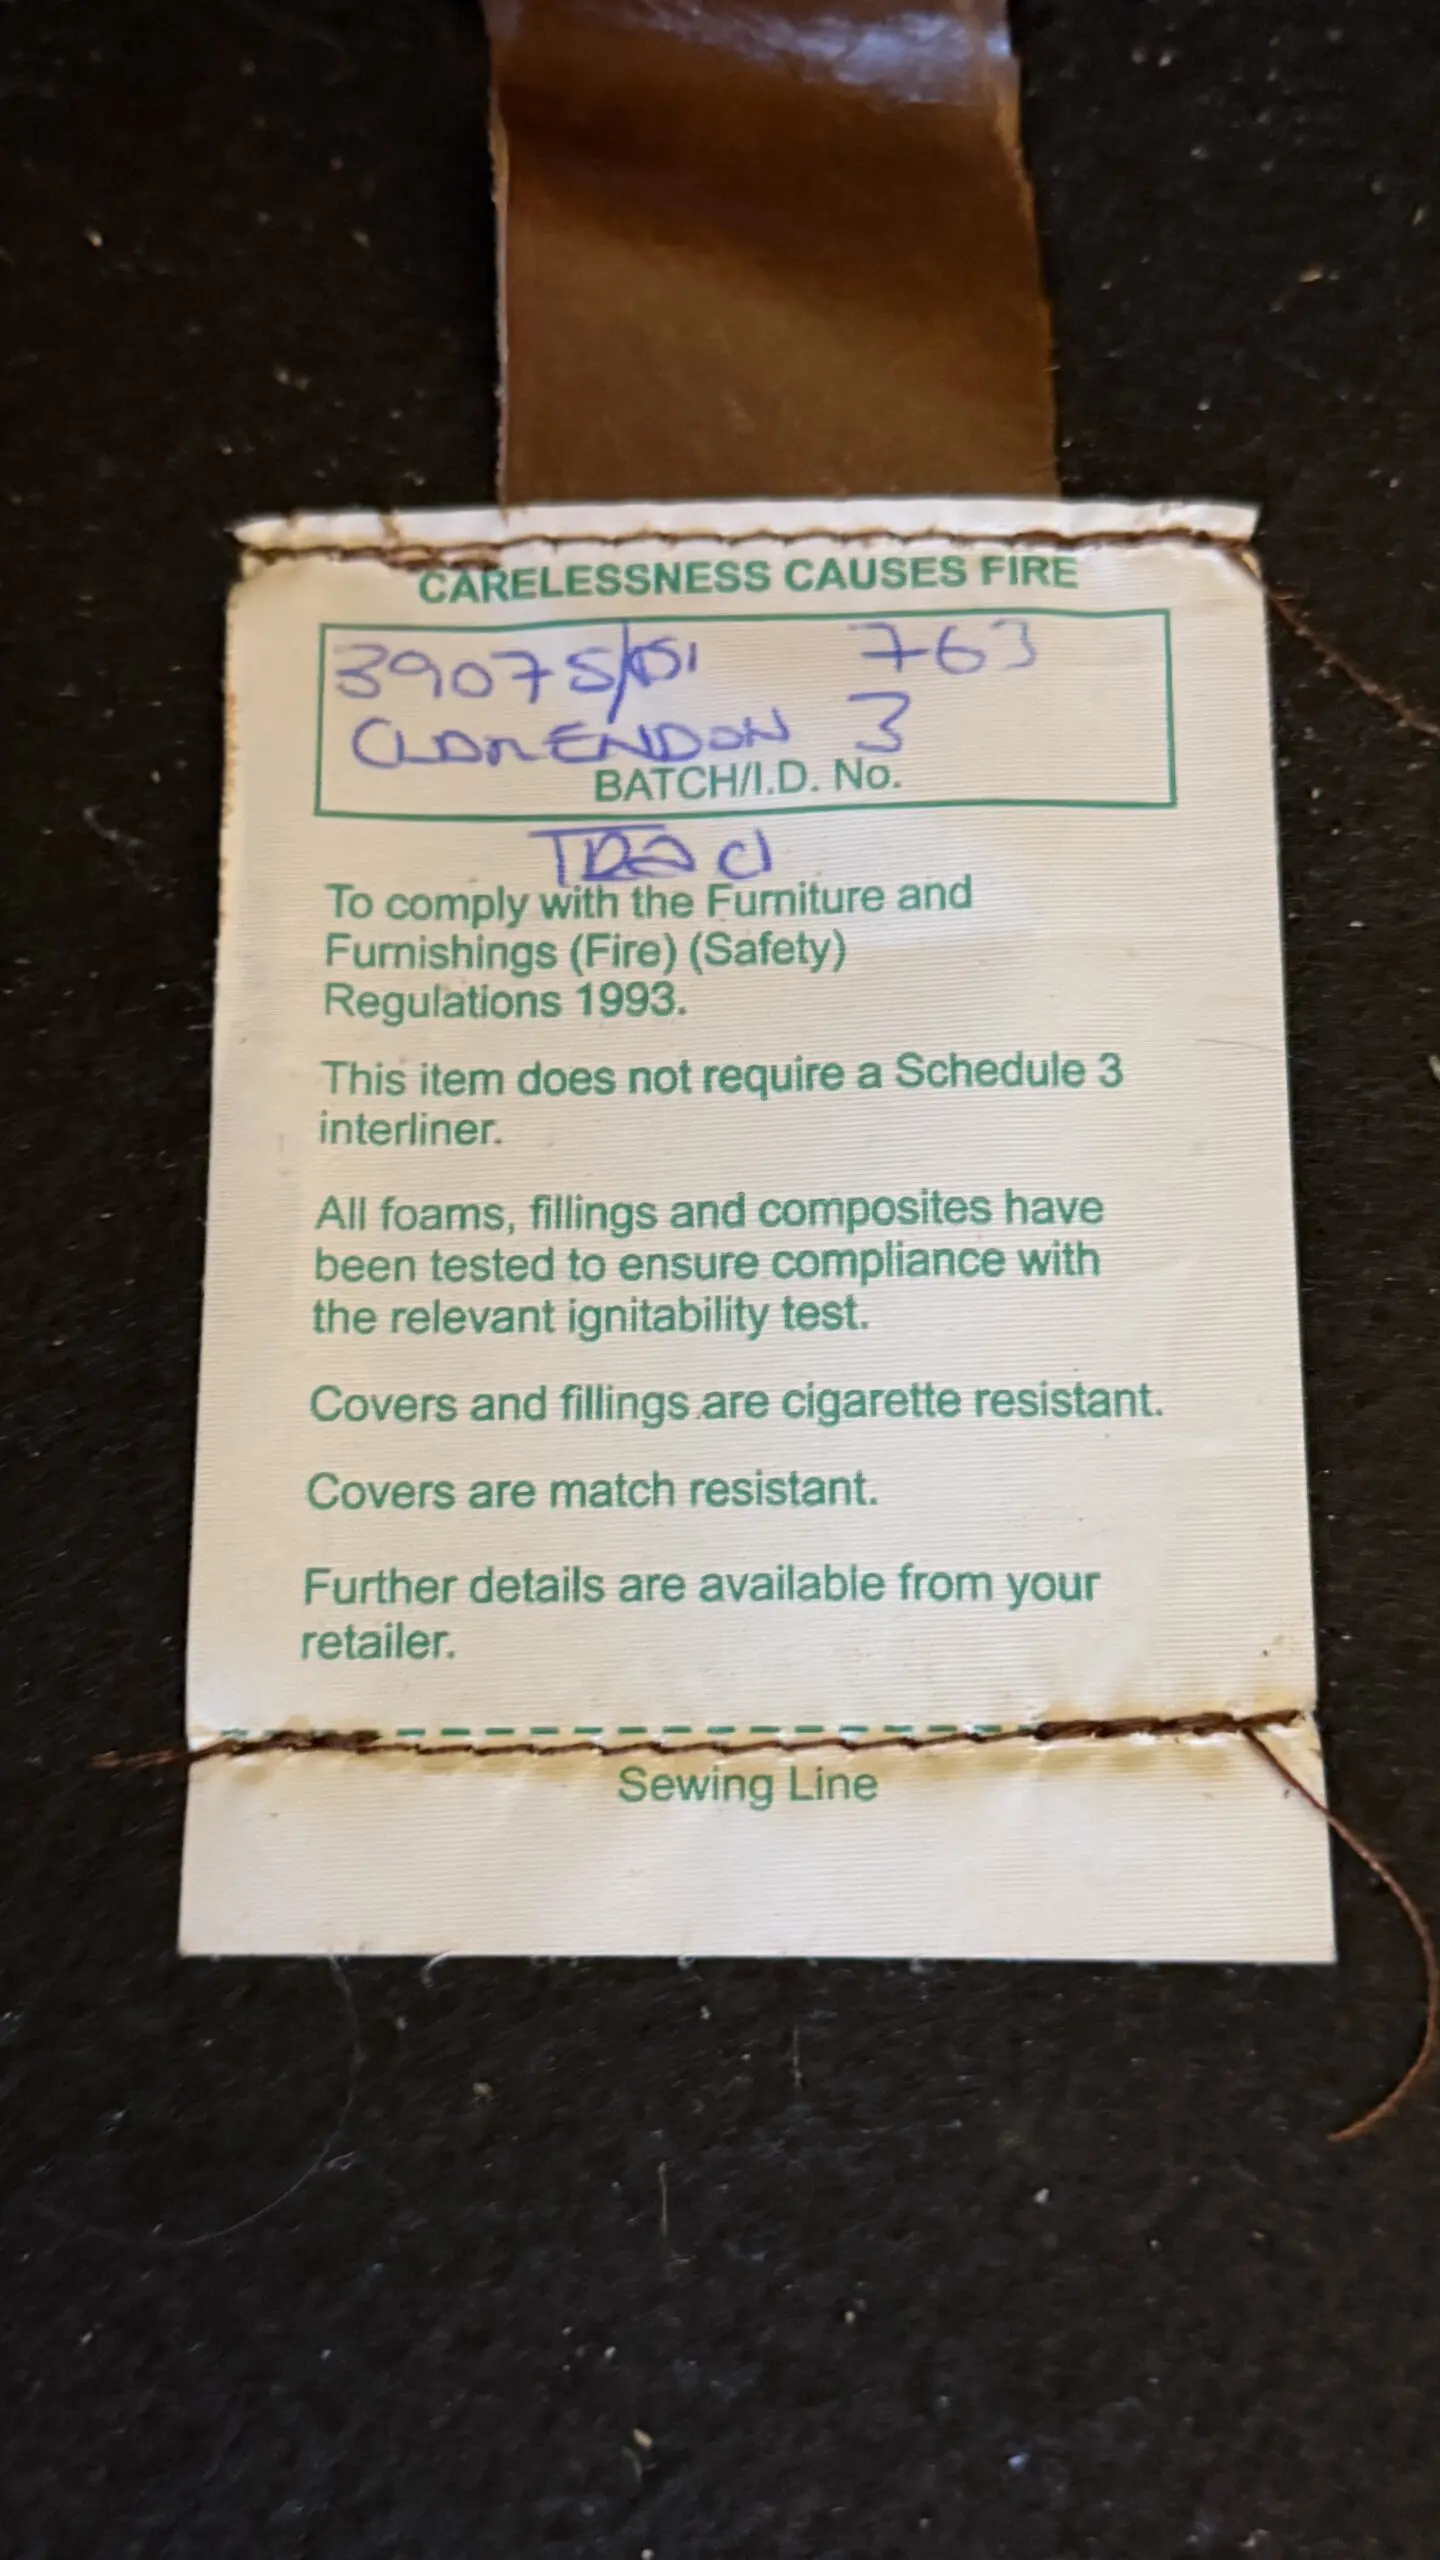 CARELESSNESS CAUSES FIRE
39075 763
CLARENDON 3
BATCH/I.D. No.
To comply with the Furniture and
Furnishings (Fire) (Safety)
Regulations 1993.
This item does not require a Schedule 3
interliner.
All foams, fillings and composites have
been tested to ensure compliance with
the relevant ignitability test.
Covers and fillings are cigarette resistant.
Covers are match resistant.
Further details are available from your
retailer.
Sewing Line